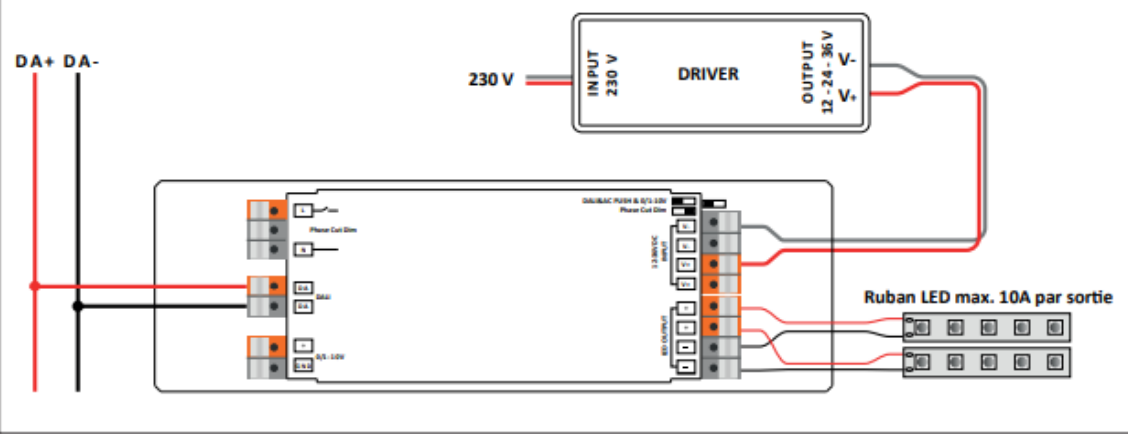 DA+ DA-
230 V
INPUT
230 V
DRIVER
OUTPUT
12 - 24 - 36 V
V-
V+
DALI&AC PUSH & 0/1-10V
Phase Cut Dim
L
Phase Cut Dim
N
DA
DA
DALI
+
GND
0/1-10V
V-
V-
V+
V+
INPUT
+
+
-
-
LED OUTPUT
Ruban LED max. 10A par sortie